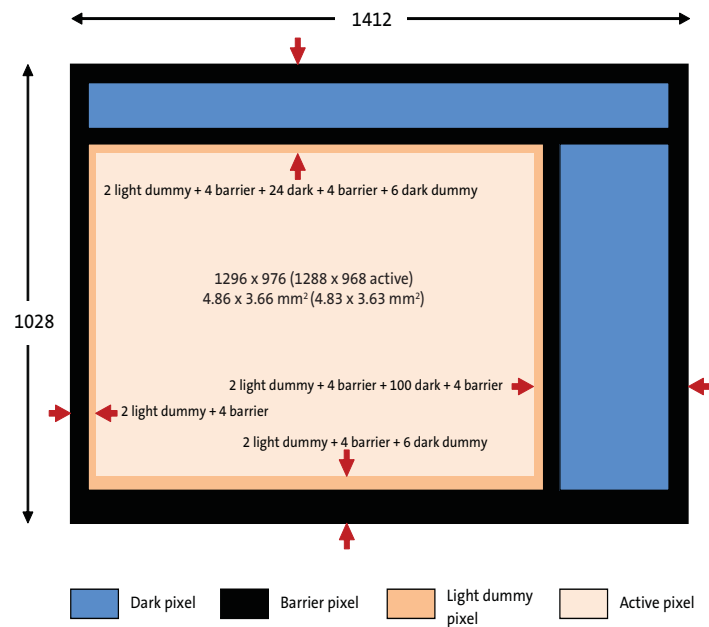 1412
2 light dummy + 4 barrier + 24 dark + 4 barrier + 6 dark dummy
1296 x 976 (1288 x 968 active)
4.86 x 3.66 mm² (4.83 x 3.63 mm²)
1028
2 light dummy + 4 barrier + 100 dark + 4 barrier
2 light dummy + 4 barrier
2 light dummy + 4 barrier + 6 dark dummy
Dark pixel
Barrier pixel
Light dummy
pixel
Active pixel